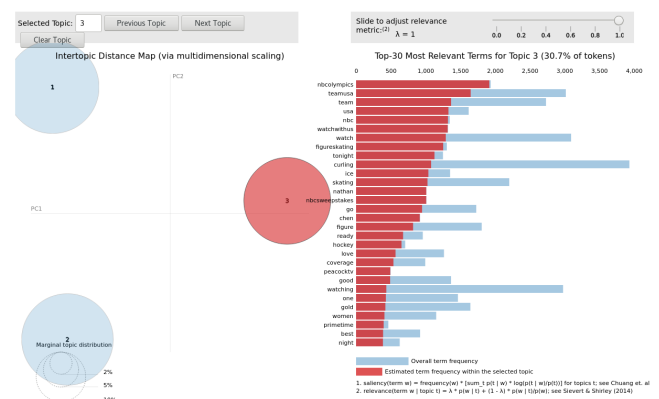 Selected Topic: 3 Previous Topic Next Topic
Clear Topic
Slide to adjust relevance
metric:(2) λ = 1
0.0 0.2 0.4 0.6 0.8 1.0
Intertopic Distance Map (via multidimensional scaling)
PC2
PC1
1
3
2
Marginal topic distribution
2%
5%
Top-30 Most Relevant Terms for Topic 3 (30.7% of tokens)
0 500 1,000 1,500 2,000 2,500 3,000 3,500 4,000
nbcolympics
teamusa
team
usa
nbc
watchwithus
watch
figureskating
tonight
curling
ice
skating
nathan
nbcsweepstakes
go
chen
figure
ready
hockey
love
coverage
peacocktv
good
watching
one
gold
women
primetime
best
night
Overall term frequency
Estimated term frequency within the selected topic
1. saliency(term w) = frequency(w) * [sum_t p(t | w) * log(p(t | w)/p(t))] for topics t; see Chuang et. al
2. relevance(term w | topic t) = λ * p(w | t) + (1 - λ) * p(w | t)/p(w); see Sievert & Shirley (2014)